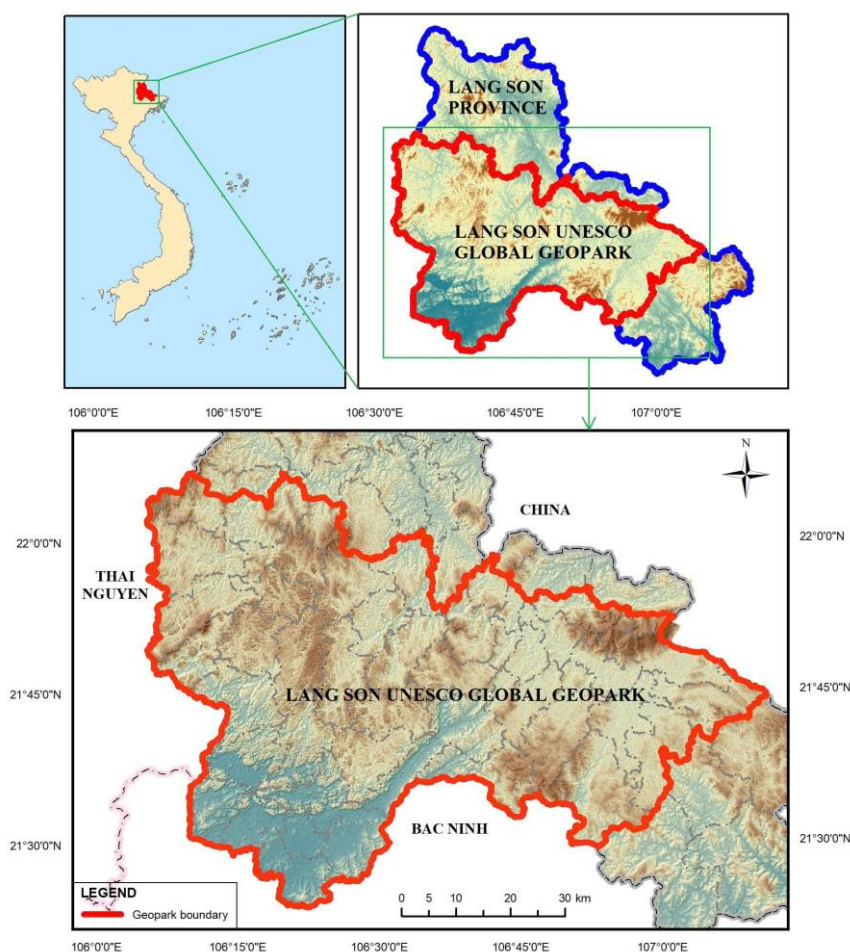 LANG SON
PROVINCE
LANG SON UNESCO
GLOBAL GEOPARK
106°0'0"E
106°15'0"E
106°30'0"E
106°45'0"E
107°0'0"E
N
CHINA
22°0'0"N
22°0'0"N
THAI
NGUYEN
21°45'0"N
LANG SON UNESCO GLOBAL GEOPARK
21°45'0"N
21°30'0"N
BAC NINH
21°30'0"N
LEGEND
Geopark boundary
0 5 10 20 30 km
106°0'0"E
106°15'0"E
106°30'0"E
106°45'0"E
107°0'0"E